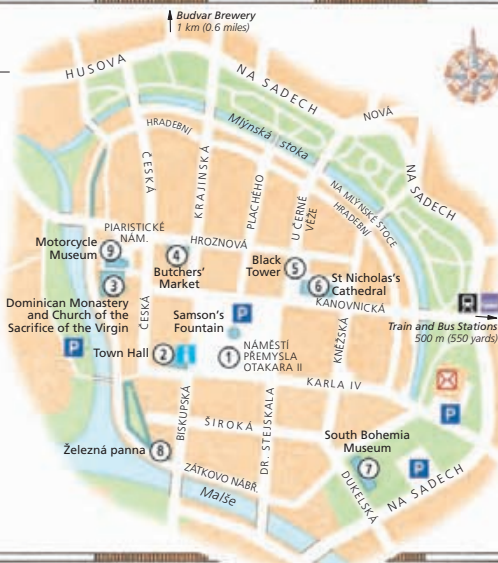 Budvar Brewery
1 km (0.6 miles)
HUSOVA
NA SADECH
NOVÁ
HRADEBNÍ
Mlýnská stoka
ČESKÁ
KRAJINSKÁ
PLACHÉHO
U ČERNÉ
VĚŽE
NA MLÝNSKÉ STOCE
HRADEBNÍ
NA SADECH
PIARISTICKÉ
NÁM.
HROZNOVÁ
Motorcycle
Museum
9
4
Butchers'
Market
Black
Tower
5
6
St Nicholas's
Cathedral
KANOVNICKÁ
3
Dominican Monastery
and Church of the
Sacrifice of the Virgin
ČESKÁ
Samson's
Fountain
P
KNĚŽSKÁ
Train and Bus Stations
500 m (550 yards)
P
Town Hall
2
i
1
NÁMĚSTÍ
PŘEMYSLA
OTAKARA II
KARLA IV
BISKUPSKÁ
ŠIROKÁ
DR. STEJSKALA
P
Železná panna
8
South Bohemia
Museum
7
P
ZÁTKOVO NÁBŘ.
Malše
DUKELSKÁ
NA SADECH